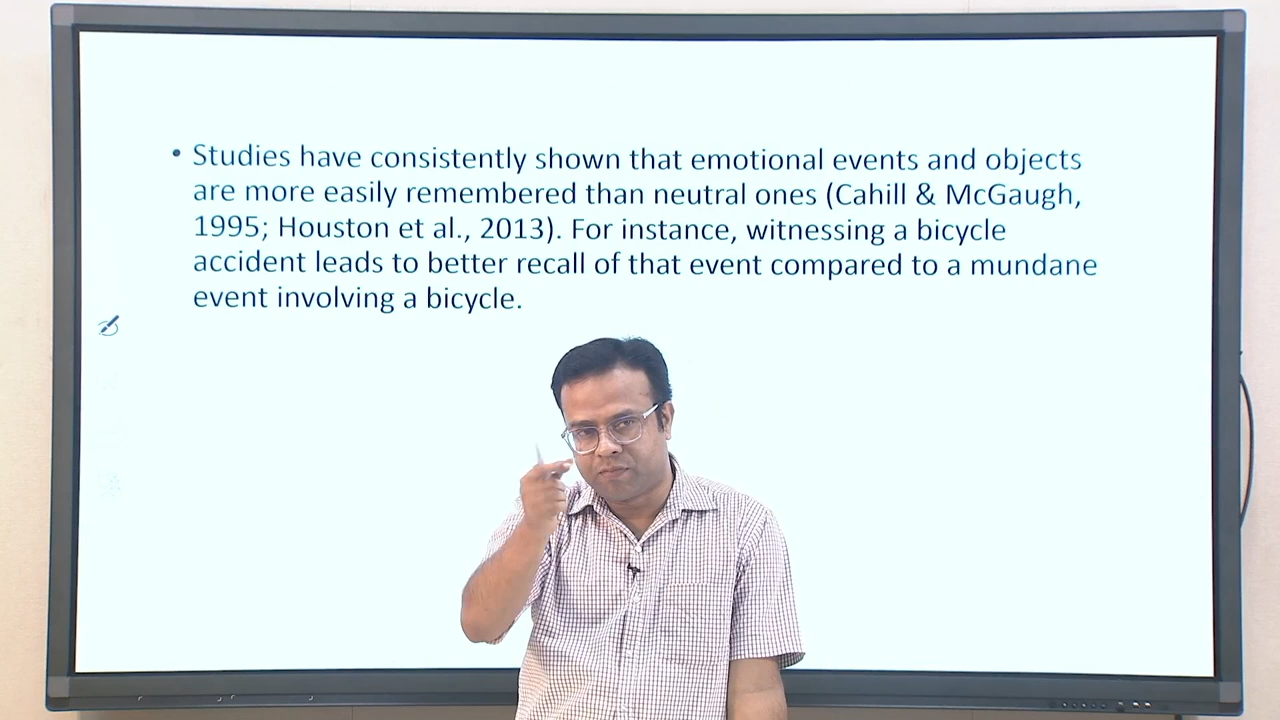 • Studies have consistently shown that emotional events and objects
are more easily remembered than neutral ones (Cahill & McGaugh,
1995; Houston et al., 2013). For instance, witnessing a bicycle
accident leads to better recall of that event compared to a mundane
event involving a bicycle.